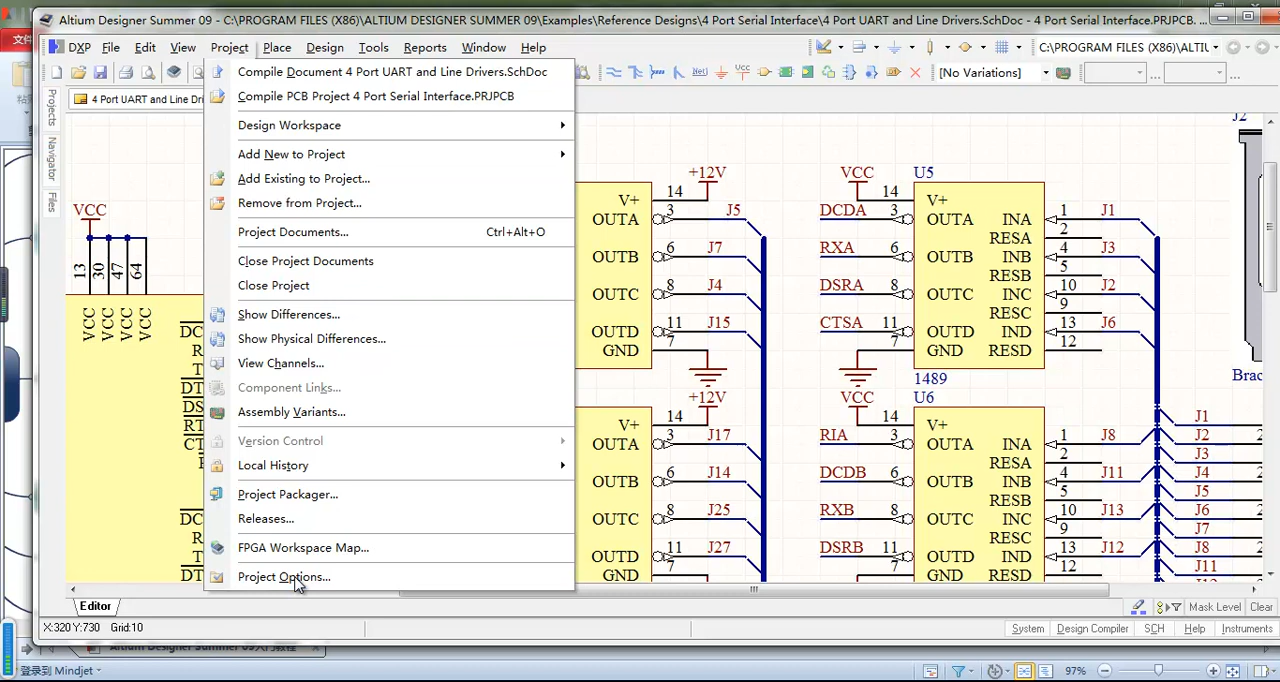 Altium Designer Summer 09 - C:\PROGRAM FILES (X86)\ALTIUM DESIGNER SUMMER 09\Examples\Reference Designs\4 Port Serial Interface\4 Port UART and Line Drivers.SchDoc - 4 Port Serial Interface.PRJPCB.
DXP File Edit View Project Place Design Tools Reports Window Help
C:\PROGRAM FILES (X86)\ALTIU
[No Variations]
4 Port UART and Line Dri
Projects
Navigator
Files
Compile Document 4 Port UART and Line Drivers.SchDoc
Compile PCB Project 4 Port Serial Interface.PRJPCB
Design Workspace
Add New to Project
Add Existing to Project...
Remove from Project...
Project Documents... Ctrl+Alt+O
Close Project Documents
Close Project
Show Differences...
Show Physical Differences...
View Channels...
Component Links...
Assembly Variants...
Version Control
Local History
Project Packager...
Releases...
FPGA Workspace Map...
Project Options...
VCC
13 30 47 64
VCC VCC VCC VCC
+12V
V+ 14
OUTA 3 J5
OUTB 6 J7
OUTC 8 J4
OUTD 11 J15
GND 7
+12V
V+ 14
OUTA 3 J17
OUTB 6 J14
OUTC 8 J25
OUTD 11 J27
GND 7
VCC U5
14 V+
DCDA 3 OUTA INA 1 J1
RESA 2
RXA 6 OUTB INB 4 J3
RESB 5
DSRA 8 OUTC INC 10 J2
RESC 9
CTSA 11 OUTD IND 13 J6
7 GND RESD 12
1489
VCC U6
14 V+
RIA 3 OUTA INA 1 J8
RESA 2
DCDB 6 OUTB INB 4 J11
RESB 5
RXB 8 OUTC INC 10 J13
RESC 9
DSRB 11 OUTD IND 13 J12
7 GND RESD 12
J2
Brac
J1
J2
J3
J4
J5
J6
J7
J8
J11
Editor
Mask Level Clear
X:320 Y:730 Grid:10
System Design Compiler SCH Help Instruments
登录到 Mindjet
97%